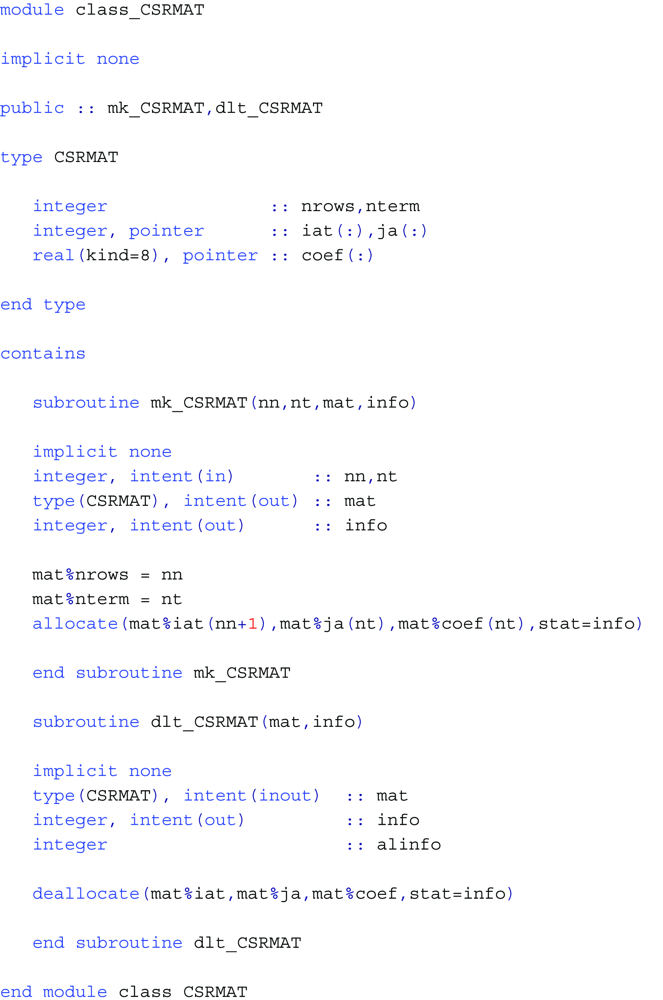 module class_CSRMAT
implicit none
public :: mk_CSRMAT,dlt_CSRMAT
type CSRMAT
integer :: nrows,nterm
integer, pointer :: iat(:),ja(:)
real(kind=8), pointer :: coef(:)
end type
contains
subroutine mk_CSRMAT(nn,nt,mat,info)
implicit none
integer, intent(in) :: nn,nt
type(CSRMAT), intent(out) :: mat
integer, intent(out) :: info
mat%nrows = nn
mat%nterm = nt
allocate(mat%iat(nn+1),mat%ja(nt),mat%coef(nt),stat=info)
end subroutine mk_CSRMAT
subroutine dlt_CSRMAT(mat,info)
implicit none
type(CSRMAT), intent(inout) :: mat
integer, intent(out) :: info
integer :: alinfo
deallocate(mat%iat,mat%ja,mat%coef,stat=info)
end subroutine dlt_CSRMAT
end module class CSRMAT